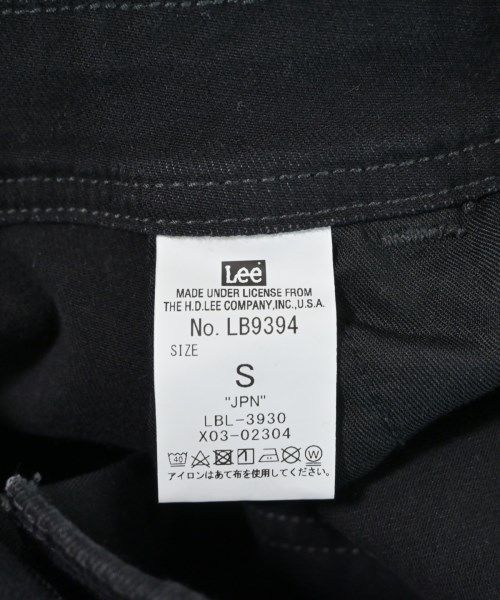 Lee
MADE UNDER LICENSE FROM
THE H.D.LEE COMPANY,INC.,U.S.A.
No. LB9394
SIZE
S
"JPN"
LBL-3930
X03-02304
40 W
アイロンはあて布を使用してください。